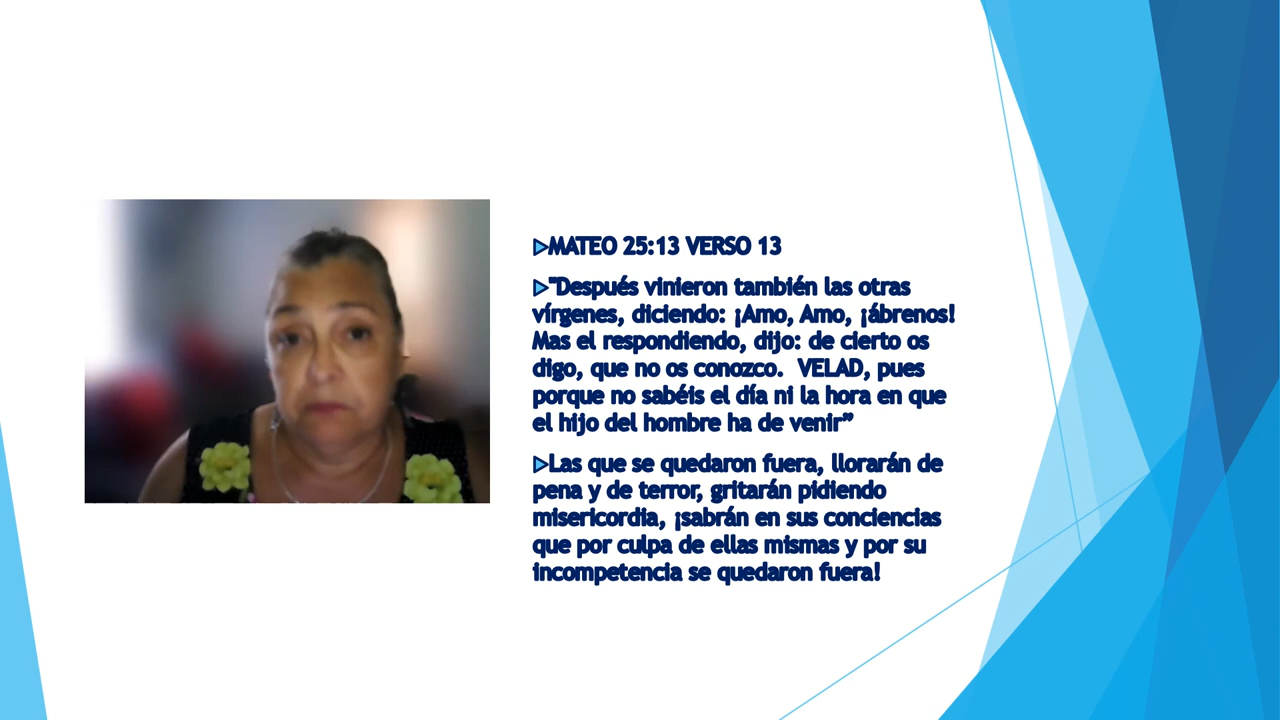 MATEO 25:13 VERSO 13
"Después vinieron también las otras
vírgenes, diciendo: ¡Amo, Amo, ¡ábrenos!
Mas el respondiendo, dijo: de cierto os
digo, que no os conozco.  VELAD, pues
porque no sabéis el día ni la hora en que
el hijo del hombre ha de venir”
Las que se quedaron fuera, llorarán de
pena y de terror, gritarán pidiendo
misericordia, ¡sabrán en sus conciencias
que por culpa de ellas mismas y por su
incompetencia se quedaron fuera!